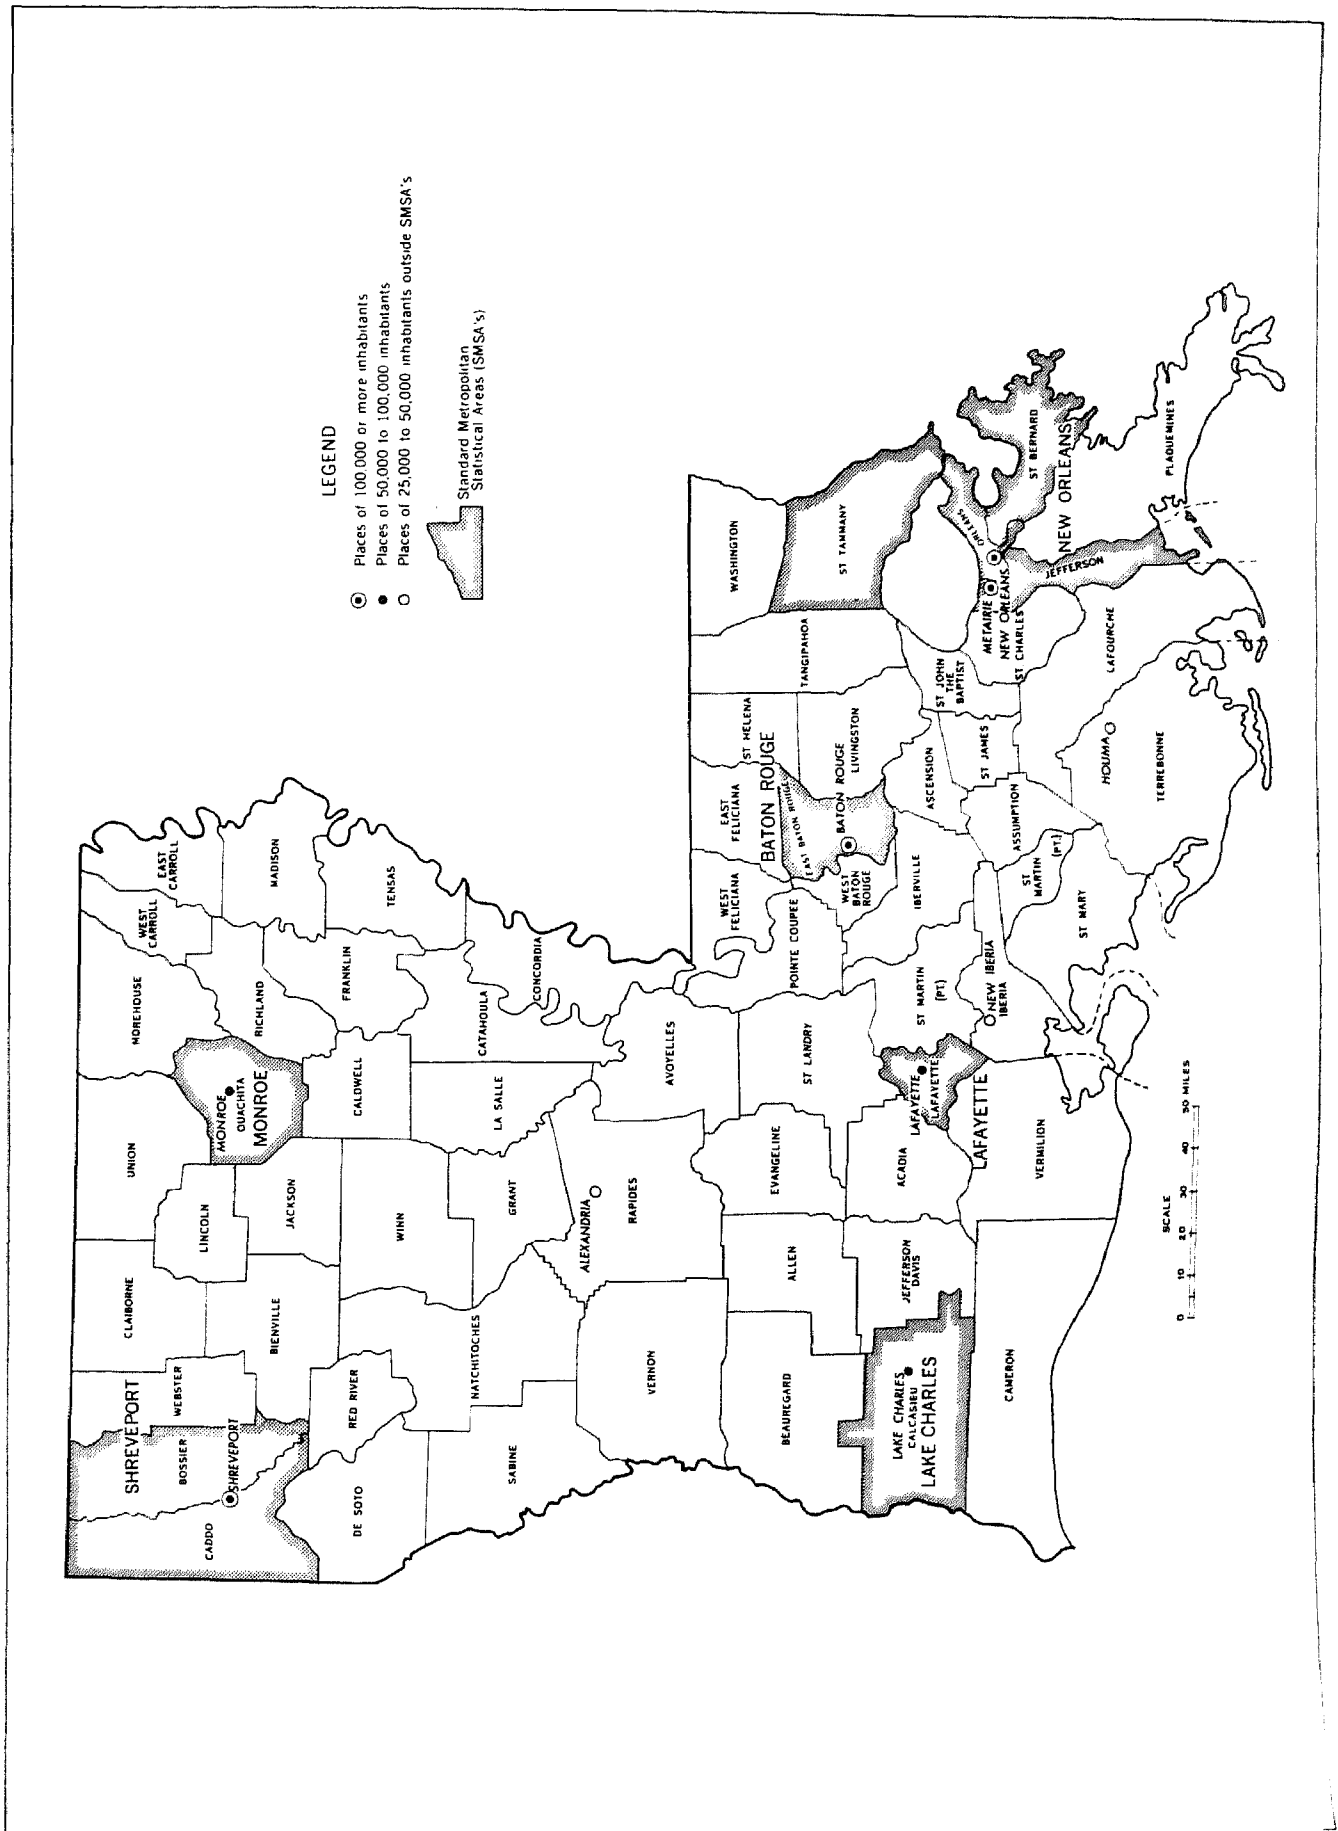 LEGEND
Places of 100,000 or more inhabitants
Places of 50,000 to 100,000 inhabitants
Places of 25,000 to 50,000 inhabitants outside SMSA's
Standard Metropolitan
Statistical Areas (SMSA's)
SHREVEPORT
CADDO
BOSSIER
SHREVEPORT
WEBSTER
CLAIBORNE
LINCOLN
UNION
MOREHOUSE
WEST
CARROLL
EAST
CARROLL
MONROE
OUACHITA
MONROE
RICHLAND
MADISON
BIENVILLE
JACKSON
DE SOTO
RED RIVER
WINN
CALDWELL
FRANKLIN
TENSAS
SABINE
NATCHITOCHES
GRANT
LA SALLE
CATAHOULA
CONCORDIA
VERNON
ALEXANDRIA
RAPIDES
AVOYELLES
BEAUREGARD
ALLEN
EVANGELINE
ST LANDRY
POINTE COUPEE
WEST
FELICIANA
EAST
FELICIANA
ST HELENA
BATON ROUGE
TANGIPAHOA
WASHINGTON
EAST BATON ROUGE
BATON ROUGE
LIVINGSTON
ST TAMMANY
WEST
BATON
ROUGE
LAKE CHARLES
CALCASIEU
LAKE CHARLES
JEFFERSON
DAVIS
ACADIA
LAFAYETTE
LAFAYETTE
LAFAYETTE
ST MARTIN
(PT)
IBERVILLE
ASCENSION
ST JOHN
THE
BAPTIST
ST JAMES
METAIRIE
NEW ORLEANS
ST CHARLES
ORLEANS
ST BERNARD
NEW ORLEANS
JEFFERSON
PLAQUEMINES
CAMERON
VERMILION
NEW IBERIA
IBERIA
ST
MARTIN
(PT.)
ASSUMPTION
ST MARY
LAFOURCHE
HOUMA
TERREBONNE
SCALE
0 10 20 30 40 50 MILES